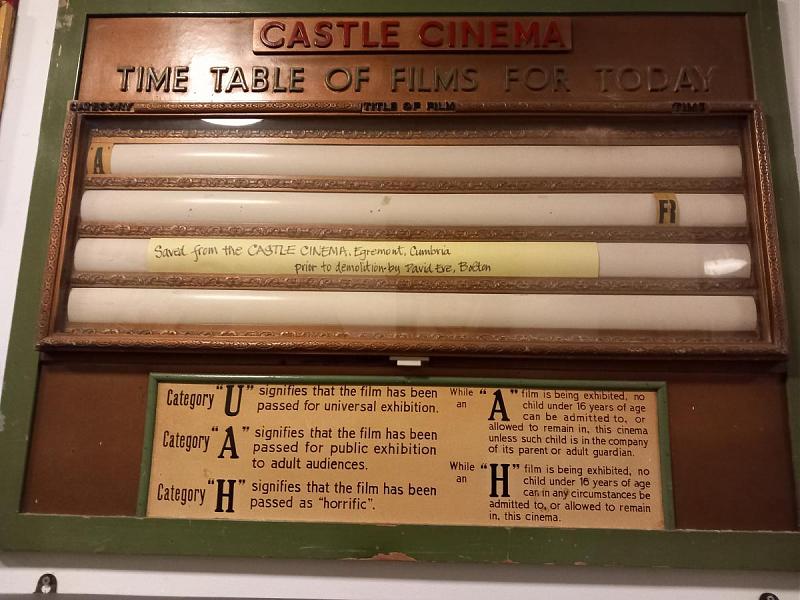 CASTLE CINEMA
TIME TABLE OF FILMS FOR TODAY
CATEGORY TITLE OF FILM TIME
A
FR
Saved from the CASTLE CINEMA, Egremont, Cumbria
prior to demolition by David Eve, Bolton
Category "U" signifies that the film has been
passed for universal exhibition.
Category "A" signifies that the film has been
passed for public exhibition
to adult audiences.
Category "H" signifies that the film has been
passed as "horrific".
While an "A" film is being exhibited, no
child under 16 years of age
can be admitted to, or
allowed to remain in, this cinema
unless such child is in the company
of its parent or adult guardian.
While an "H" film is being exhibited, no
child under 16 years of age
can in any circumstances be
admitted to, or allowed to remain
in, this cinema.